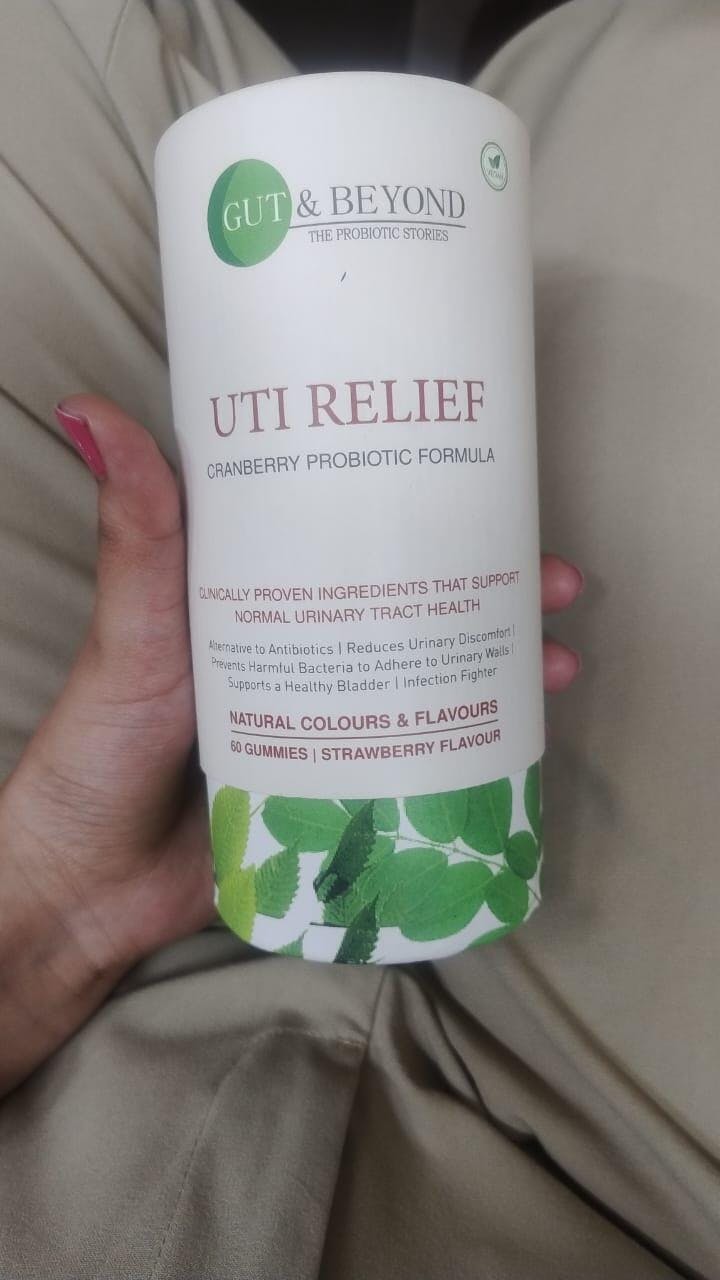 GUT & BEYOND
THE PROBIOTIC STORIES
VEGAN
UTI RELIEF
CRANBERRY PROBIOTIC FORMULA
CLINICALLY PROVEN INGREDIENTS THAT SUPPORT
NORMAL URINARY TRACT HEALTH
Alternative to Antibiotics | Reduces Urinary Discomfort |
Prevents Harmful Bacteria to Adhere to Urinary Walls |
Supports a Healthy Bladder | Infection Fighter
NATURAL COLOURS & FLAVOURS
60 GUMMIES | STRAWBERRY FLAVOUR